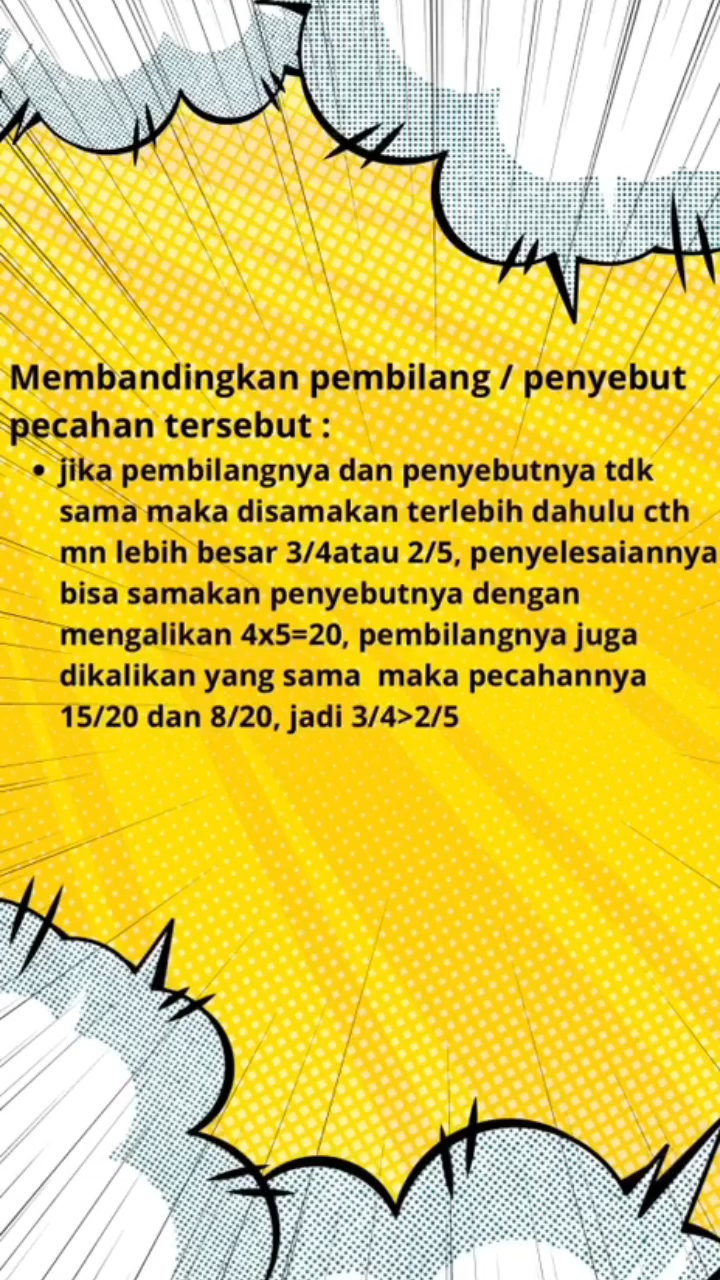 Membandingkan pembilang / penyebut
pecahan tersebut :
• jika pembilangnya dan penyebutnya tdk
sama maka disamakan terlebih dahulu cth
mn lebih besar 3/4atau 2/5, penyelesaiannya
bisa samakan penyebutnya dengan
mengalikan 4x5=20, pembilangnya juga
dikalikan yang sama  maka pecahannya
15/20 dan 8/20, jadi 3/4>2/5